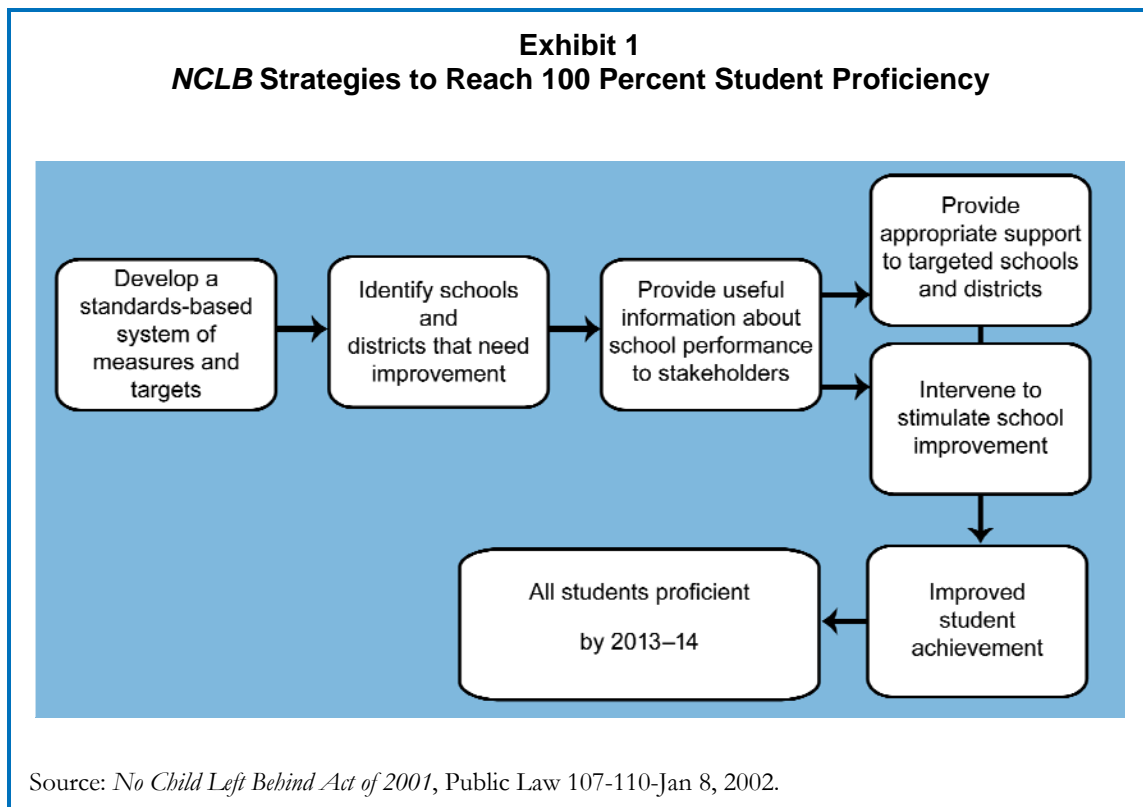 Exhibit 1
NCLB Strategies to Reach 100 Percent Student Proficiency
Develop a
standards-based
system of
measures and
targets
Identify schools
and
districts that need
improvement
Provide useful
information about
school performance
to stakeholders
Provide
appropriate support
to targeted schools
and districts
Intervene to
stimulate school
improvement
Improved
student
achievement
All students proficient
by 2013–14
Source: No Child Left Behind Act of 2001, Public Law 107-110-Jan 8, 2002.